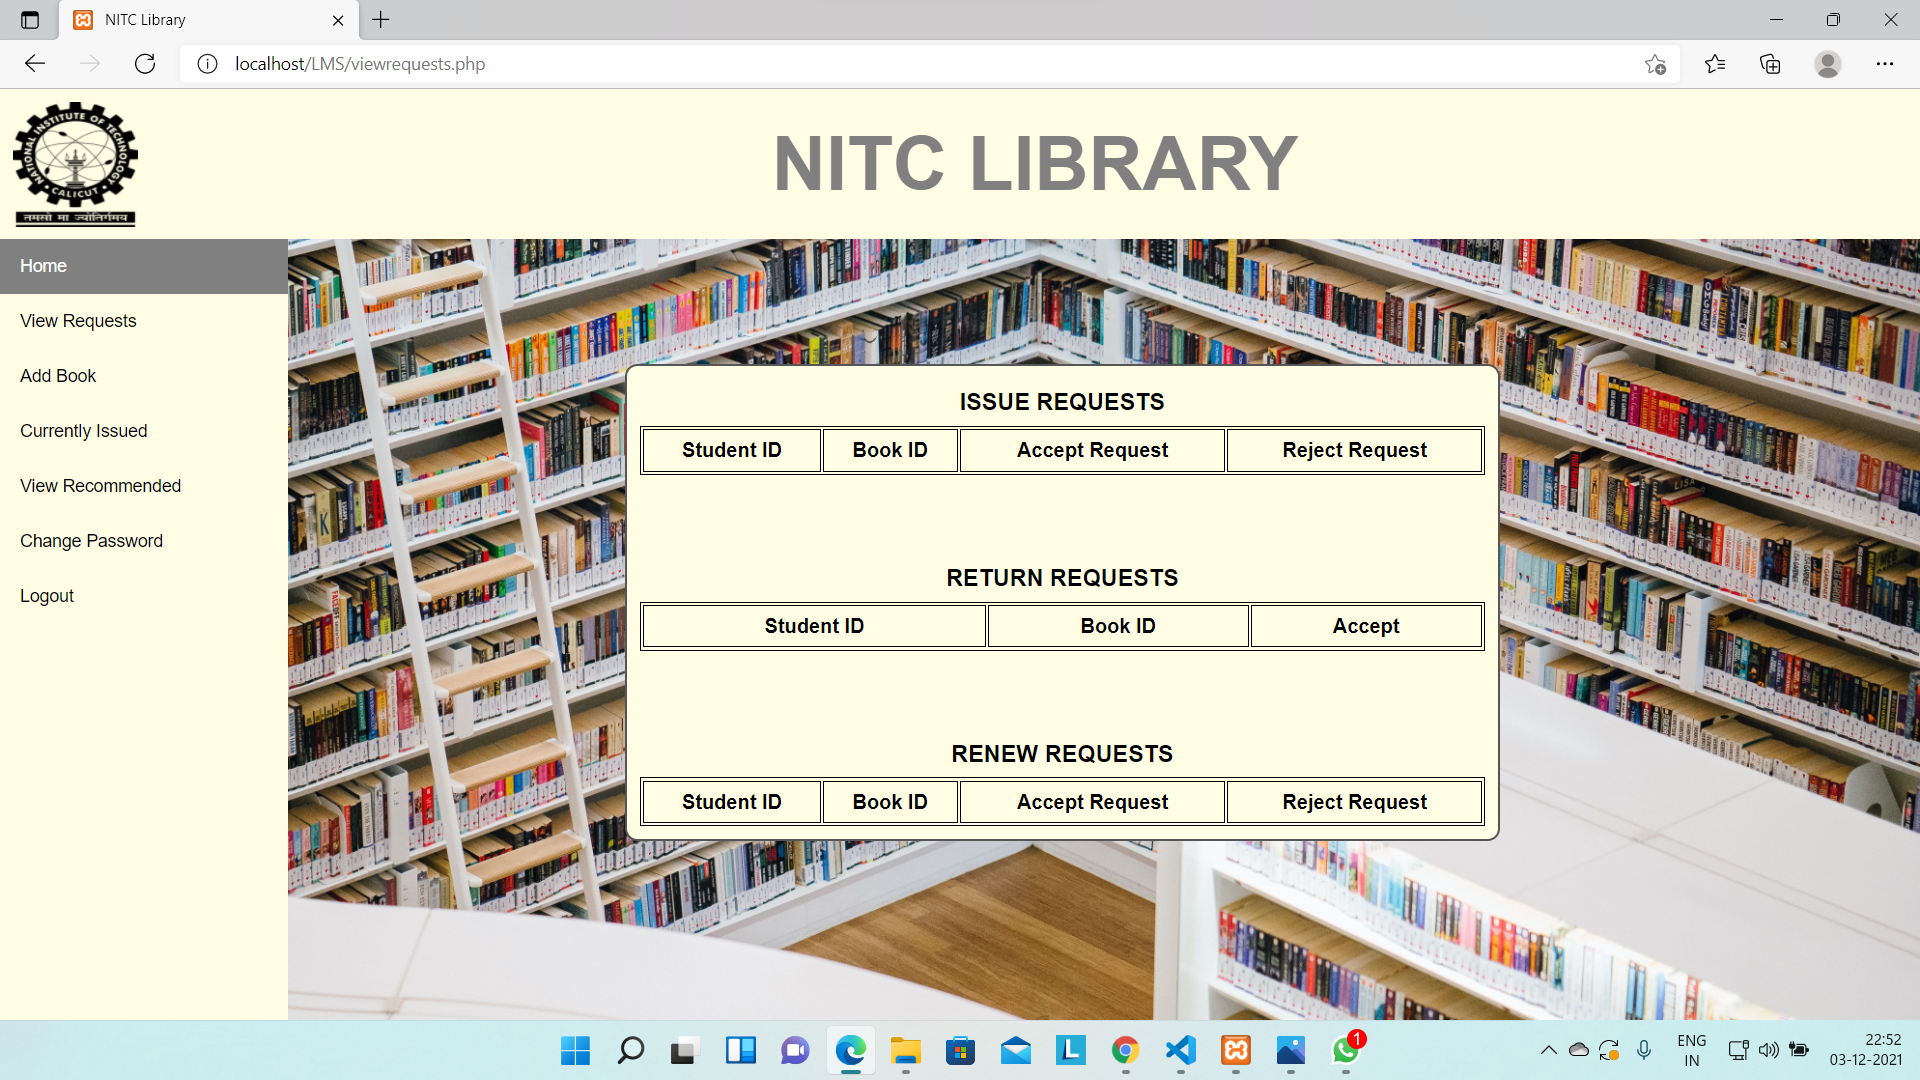 NITC Library
localhost/LMS/viewrequests.php
NATIONAL INSTITUTE OF TECHNOLOGY
CALICUT
तमसो मा ज्योतिर्गमय
NITC LIBRARY
Home
View Requests
Add Book
Currently Issued
View Recommended
Change Password
Logout
ISSUE REQUESTS
Student ID Book ID Accept Request Reject Request
RETURN REQUESTS
Student ID Book ID Accept
RENEW REQUESTS
Student ID Book ID Accept Request Reject Request
L
1
ENG
IN
22:52
03-12-2021